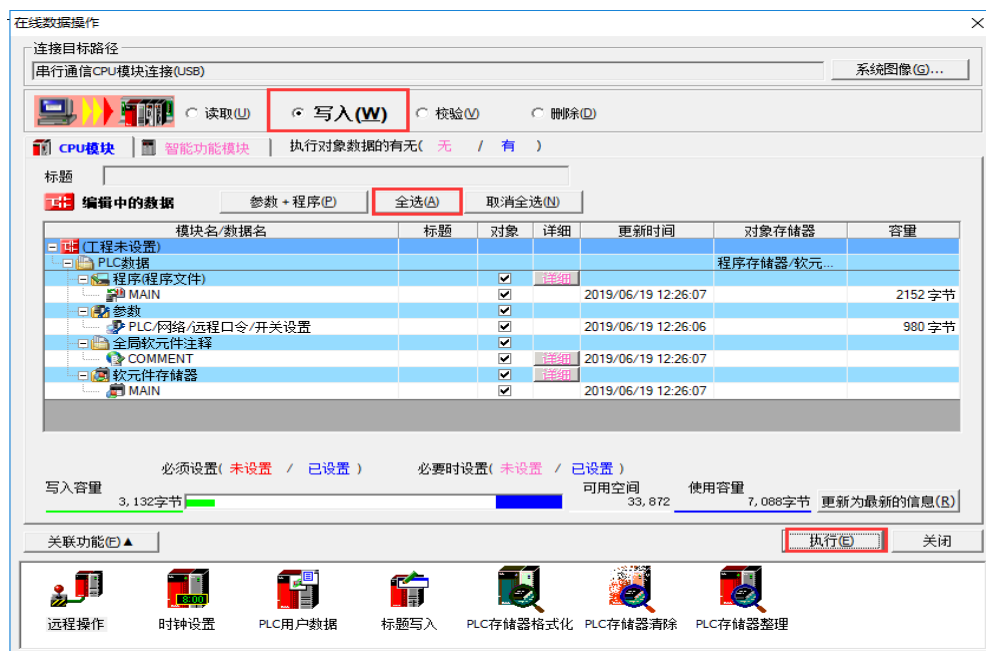 在线数据操作
连接目标路径
串行通信CPU模块连接(USB)
系统图像(G)...
读取(U) 写入(W) 校验(V) 删除(D)
CPU模块 智能功能模块 执行对象数据的有无( 无 / 有 )
标题
编辑中的数据 参数+程序(P) 全选(A) 取消全选(N)
模块名/数据名 标题 对象 详细 更新时间 对象存储器 容量
(工程未设置)
PLC数据 程序存储器/软元...
程序(程序文件) 详细
MAIN 2019/06/19 12:26:07 2152 字节
参数
PLC/网络/远程口令/开关设置 2019/06/19 12:26:06 980 字节
全局软元件注释
COMMENT 详细 2019/06/19 12:26:07
软元件存储器 详细
MAIN 2019/06/19 12:26:07
必须设置( 未设置 / 已设置 ) 必要时设置( 未设置 / 已设置 )
写入容量 可用空间 使用容量
3,132字节 33,872 7,088字节 更新为最新的信息(R)
关联功能(F)▲ 执行(E) 关闭
8:00
远程操作 时钟设置 PLC用户数据 标题写入 PLC存储器格式化 PLC存储器清除 PLC存储器整理